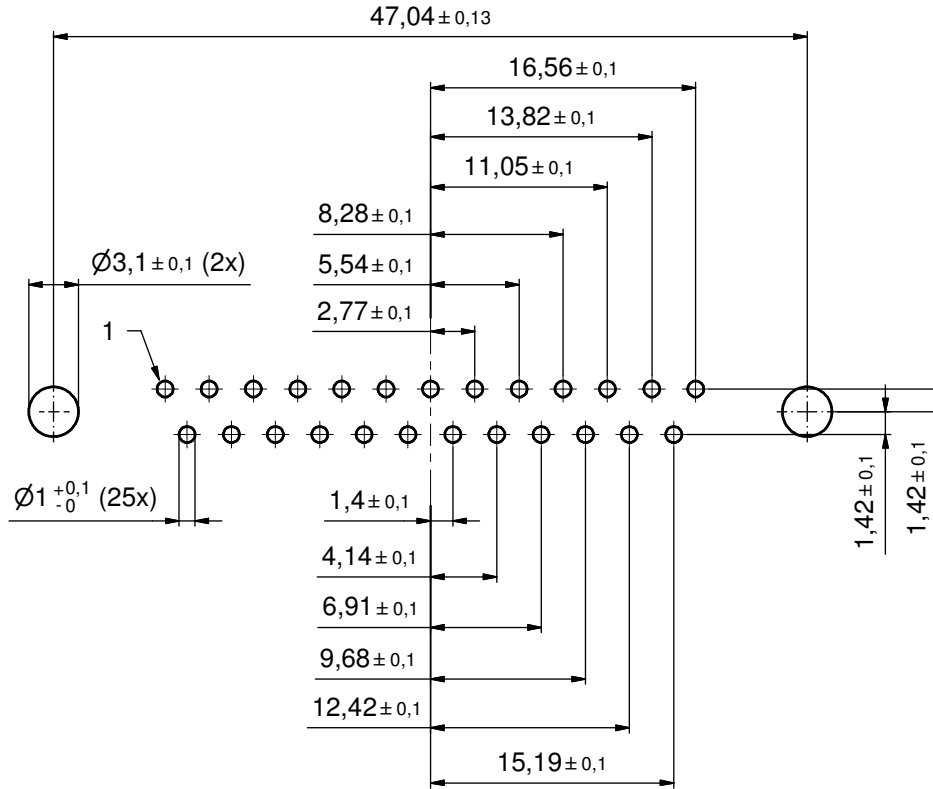 47,04 ± 0,13
16,56 ± 0,1
13,82 ± 0,1
11,05 ± 0,1
8,28 ± 0,1
Ø3,1 ± 0,1 (2x)
5,54 ± 0,1
2,77 ± 0,1
1
Ø1 +0,1 -0 (25x)
1,4 ± 0,1
1,42 ± 0,1
1,42 ± 0,1
4,14 ± 0,1
6,91 ± 0,1
9,68 ± 0,1
12,42 ± 0,1
15,19 ± 0,1